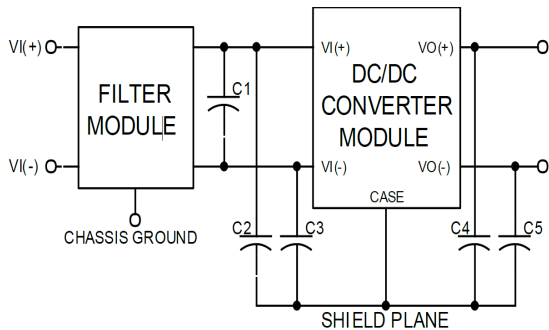 VI(+)
VI(-)
FILTER
MODULE
CHASSIS GROUND
C1
C2
C3
VI(+)
VO(+)
DC/DC
CONVERTER
MODULE
VI(-)
VO(-)
CASE
C4
C5
SHIELD PLANE